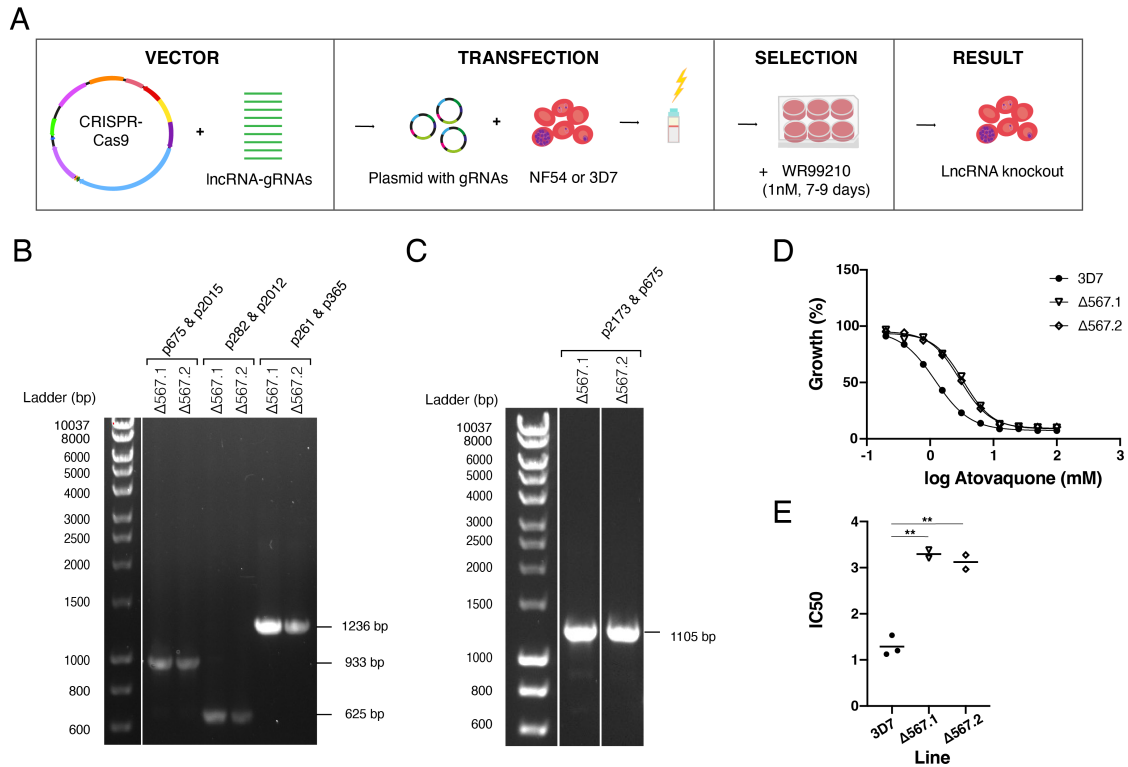 A
VECTOR
CRISPR-
Cas9
+
lncRNA-gRNAs
TRANSFECTION
+
Plasmid with gRNAs
NF54 or 3D7
SELECTION
+ WR99210
(1nM, 7-9 days)
RESULT
LncRNA knockout
B
p675 & p2015
p282 & p2012
p261 & p365
Δ567.1
Δ567.2
Δ567.1
Δ567.2
Δ567.1
Δ567.2
Ladder (bp)
10037
8000
6000
5000
4000
3000
2500
2000
1500
1000
800
600
1236 bp
933 bp
625 bp
C
p2173 & p675
Δ567.1
Δ567.2
Ladder (bp)
10037
8000
6000
5000
4000
3000
2500
2000
1500
1000
800
600
1105 bp
D
Growth (%)
150
100
50
0
-1
0
1
2
3
log Atovaquone (mM)
3D7
Δ567.1
Δ567.2
E
IC50
4
3
2
1
0
**
**
3D7
Δ567.1
Δ567.2
Line